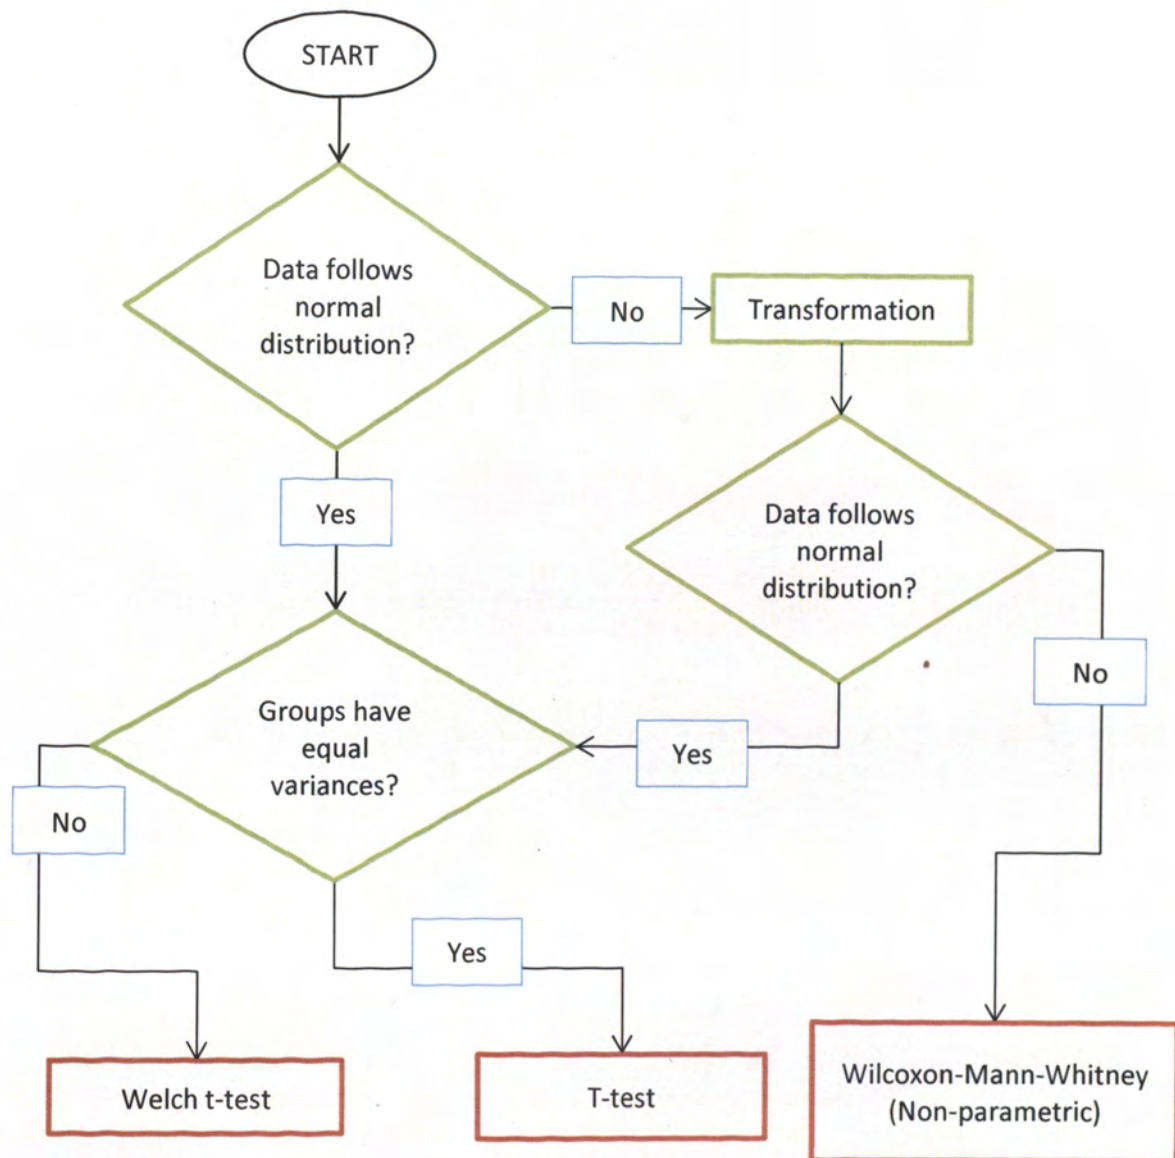 START
Data follows
normal
distribution?
No
Transformation
Yes
Data follows
normal
distribution?
No
Groups have
equal
variances?
Yes
No
Yes
Welch t-test
T-test
Wilcoxon-Mann-Whitney
(Non-parametric)